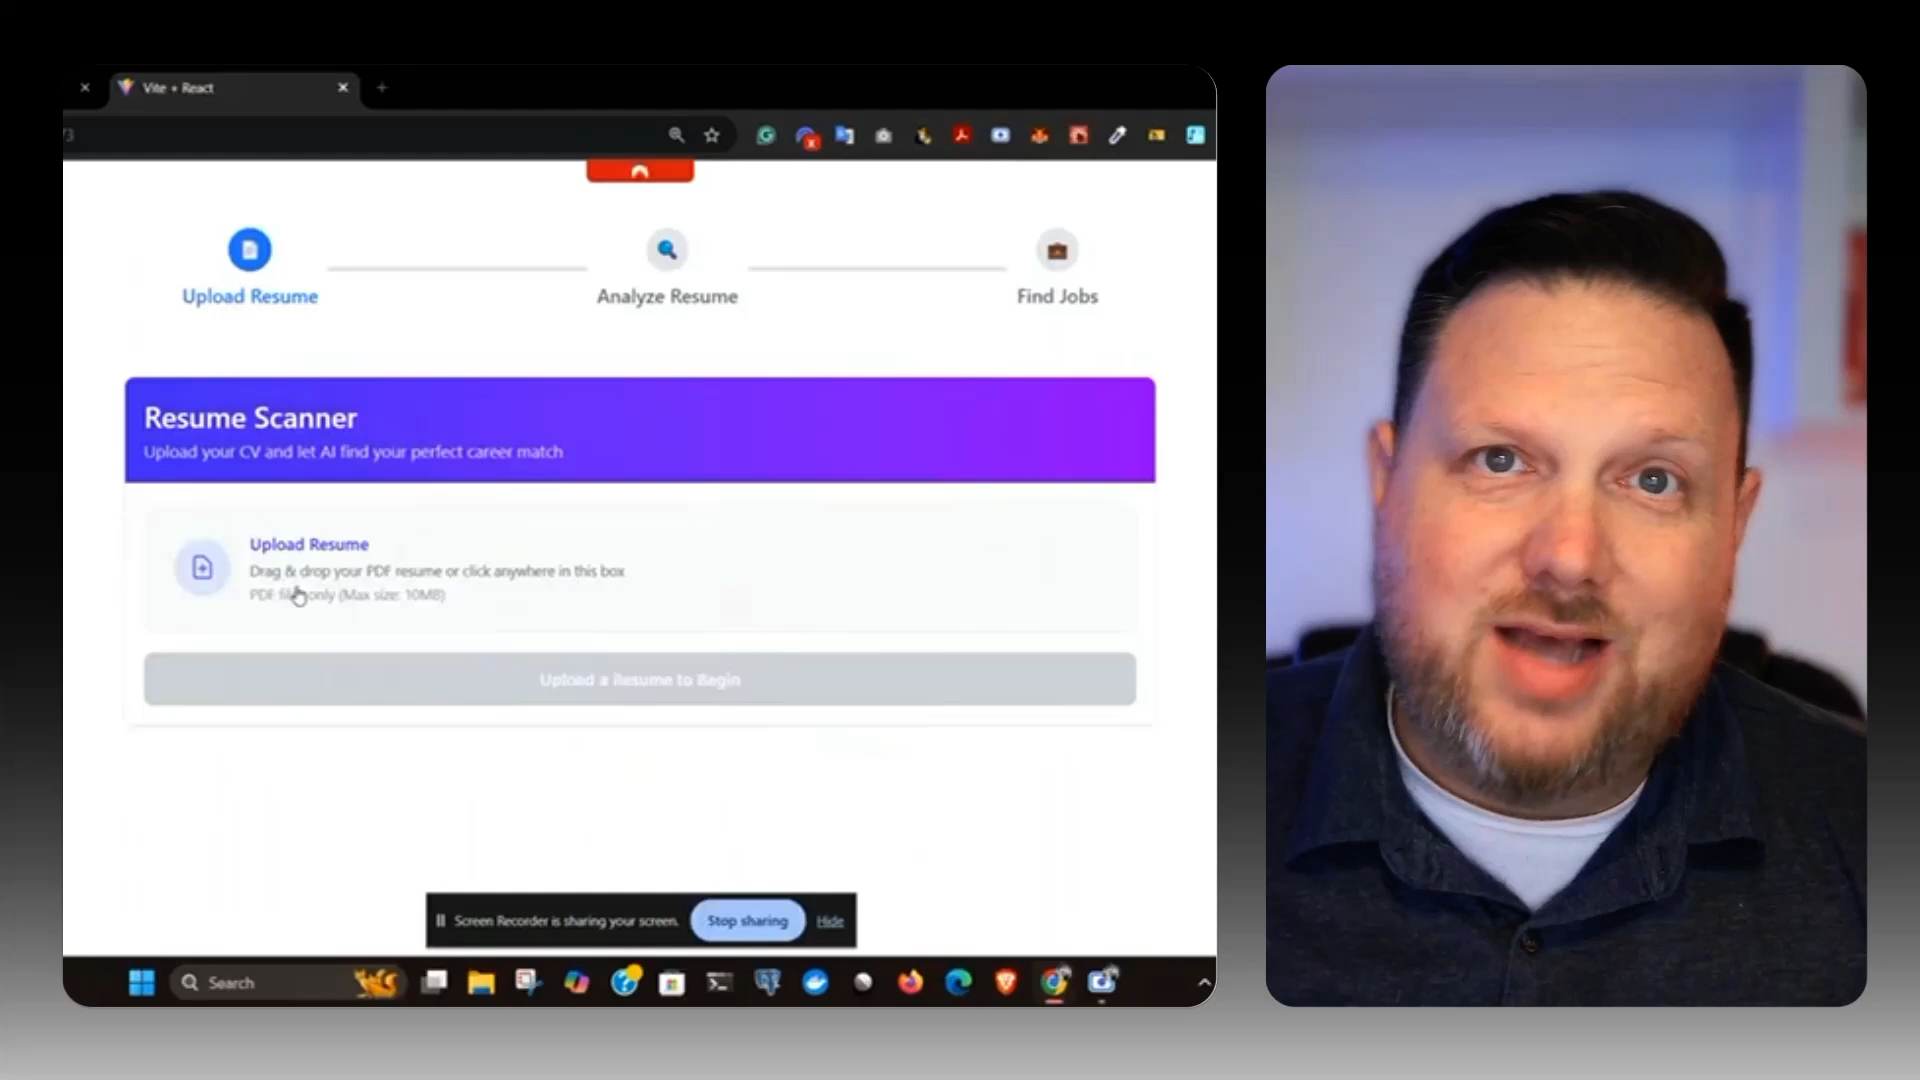 Vite + React
Upload Resume
Analyze Resume
Find Jobs
Resume Scanner
Upload your CV and let AI find your perfect career match
Upload Resume
Drag & drop your PDF resume or click anywhere in this box
PDF only (Max size: 10MB)
Upload a Resume to Begin
Screen Recorder is sharing your screen.
Stop sharing
Hide
Search